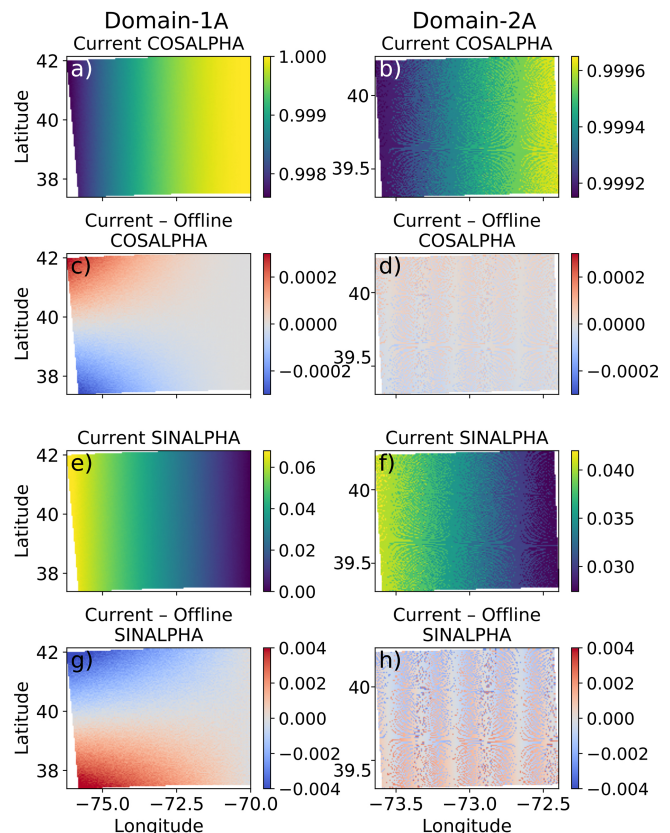 Domain-1A
Domain-2A
Current COSALPHA
Current COSALPHA
a)
b)
42
40
38
Latitude
1.000
0.999
0.998
40
39.5
0.9996
0.9994
0.9992
Current – Offline
COSALPHA
Current – Offline
COSALPHA
c)
d)
42
40
38
Latitude
0.0002
0.0000
−0.0002
40
39.5
0.0002
0.0000
−0.0002
Current SINALPHA
Current SINALPHA
e)
f)
42
40
38
Latitude
0.06
0.04
0.02
0.00
40
39.5
0.040
0.035
0.030
Current – Offline
SINALPHA
Current – Offline
SINALPHA
g)
h)
42
40
38
Latitude
0.004
0.002
0.000
−0.002
−0.004
40
39.5
0.004
0.002
0.000
−0.002
−0.004
−75.0
−72.5
−70.0
−73.5
−73.0
−72.5
Longitude
Longitude